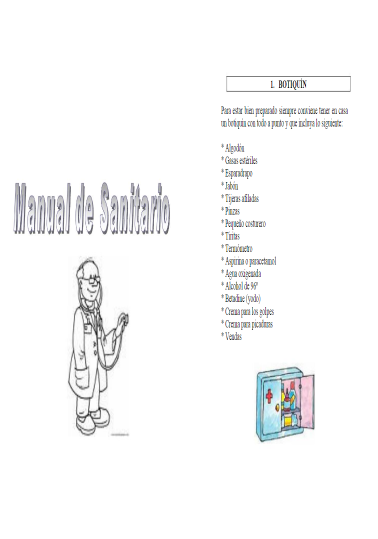 Manual de Sanitario
1. BOTIQUÍN
Para estar bien preparado siempre conviene tener en casa
un botiquín con todo a punto y que incluya lo siguiente:
* Algodón
* Gasas estériles
* Esparadrapo
* Jabón
* Tijeras afiladas
* Pinzas
* Pequeño costurero
* Tiritas
* Termómetro
* Aspirina o paracetamol
* Agua oxigenada
* Alcohol de 96º
* Betadine (yodo)
* Crema para los golpes
* Crema para picaduras
* Vendas